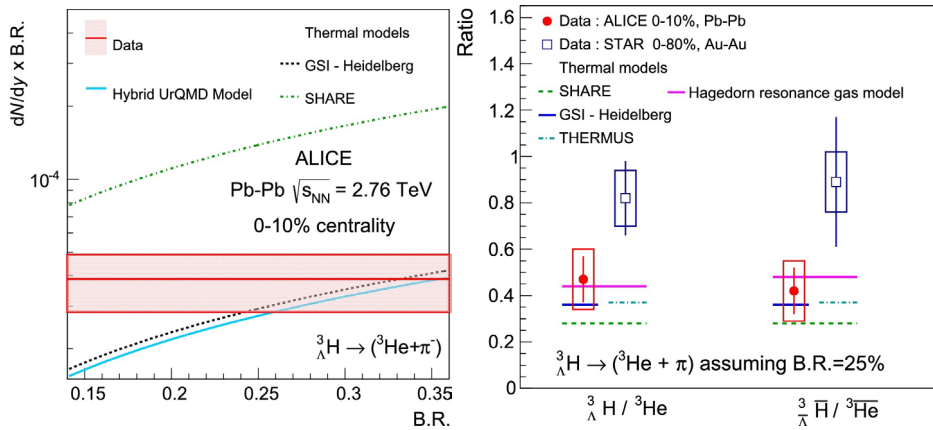 dN/dy x B.R.
10⁻⁴
Data
Hybrid UrQMD Model
Thermal models
GSI - Heidelberg
SHARE
ALICE
Pb-Pb √s_NN = 2.76 TeV
0-10% centrality
³_ΛH → (³He+π⁻)
0.15 0.2 0.25 0.3 0.35
B.R.
Ratio
1.6
1.4
1.2
1
0.8
0.6
0.4
0.2
0
Data : ALICE 0-10%, Pb-Pb
Data : STAR 0-80%, Au-Au
Thermal models
SHARE
Hagedorn resonance gas model
GSI - Heidelberg
THERMUS
³_ΛH → (³He + π) assuming B.R.=25%
³_Λ H / ³He
³_Λ̅ H̅ / ³H̅e̅